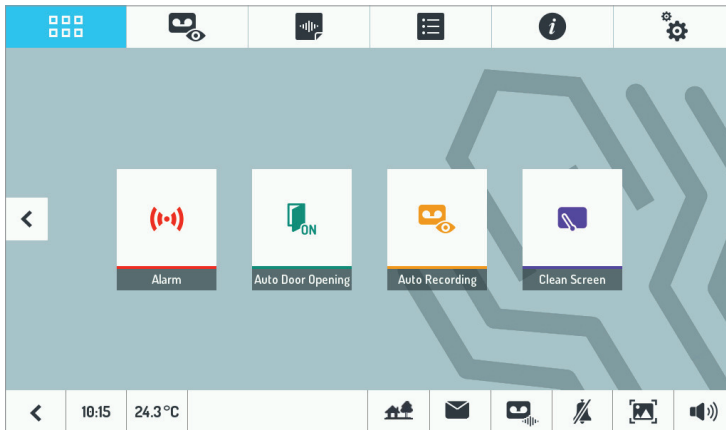 ON
Alarm
Auto Door Opening
Auto Recording
Clean Screen
10:15
24.3°C